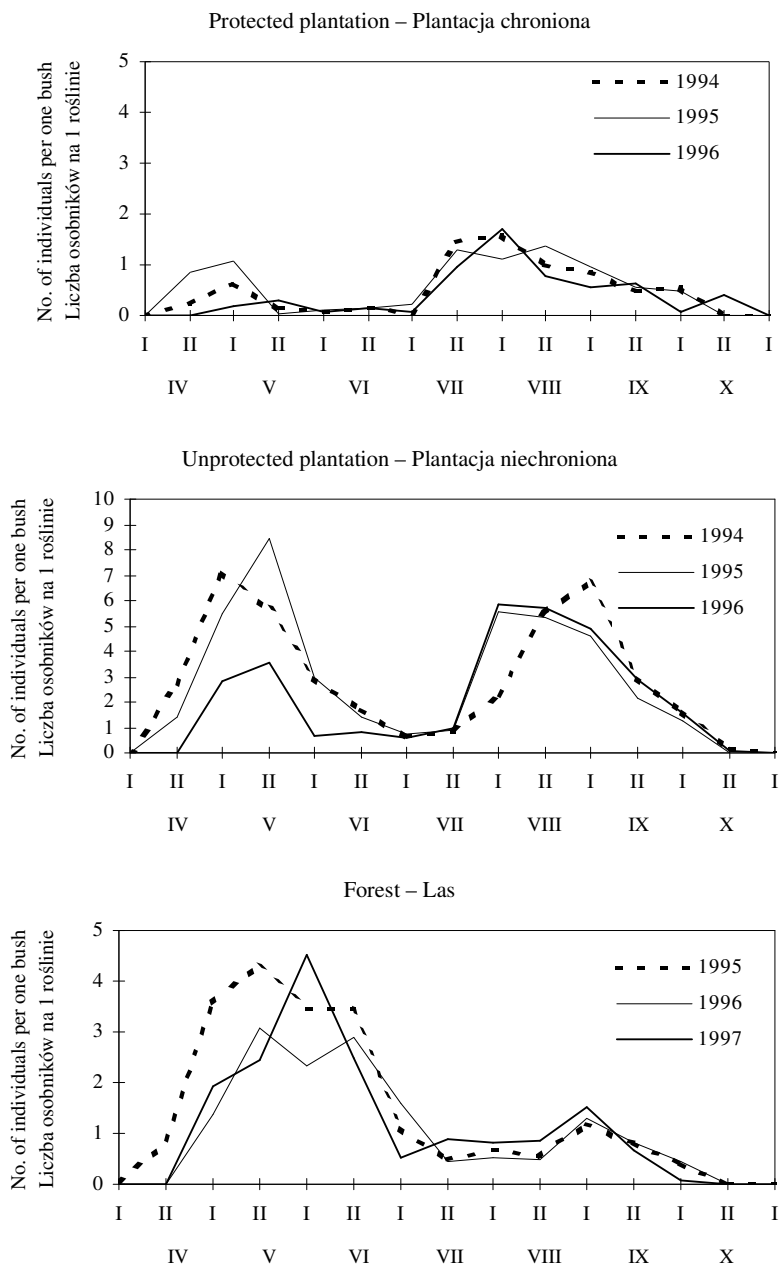 Protected plantation – Plantacja chroniona
No. of individuals per one bush
Liczba osobników na 1 roślinie
5
4
3
2
1
0
1994
1995
1996
I II I II I II I II I II I II I II I
IV V VI VII VIII IX X
Unprotected plantation – Plantacja niechroniona
No. of individuals per one bush
Liczba osobników na 1 roślinie
10
9
8
7
6
5
4
3
2
1
0
1994
1995
1996
I II I II I II I II I II I II I II I
IV V VI VII VIII IX X
Forest – Las
No. of individuals per one bush
Liczba osobników na 1 roślinie
5
4
3
2
1
0
1995
1996
1997
I II I II I II I II I II I II I II I
IV V VI VII VIII IX X